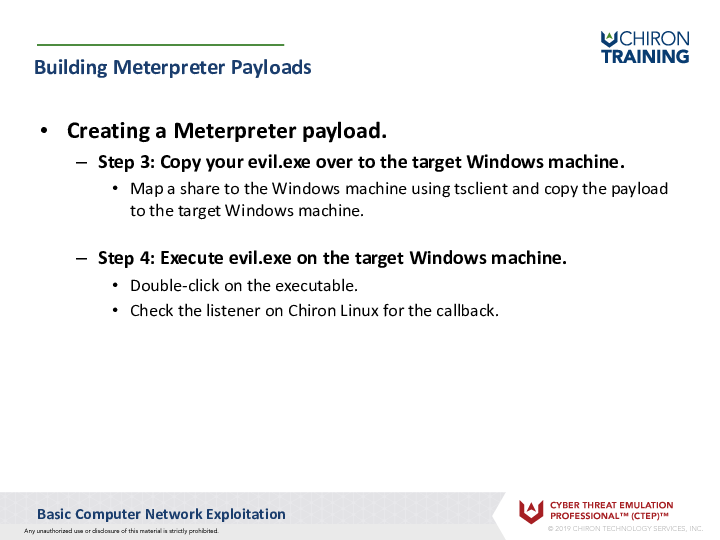 CHIRON
TRAINING
Building Meterpreter Payloads
• Creating a Meterpreter payload.
– Step 3: Copy your evil.exe over to the target Windows machine.
• Map a share to the Windows machine using tsclient and copy the payload
to the target Windows machine.
– Step 4: Execute evil.exe on the target Windows machine.
• Double-click on the executable.
• Check the listener on Chiron Linux for the callback.
Basic Computer Network Exploitation
Any unauthorized use or disclosure of this material is strictly prohibited.
CYBER THREAT EMULATION
PROFESSIONAL™ (CTEP)™
© 2019 CHIRON TECHNOLOGY SERVICES, INC.